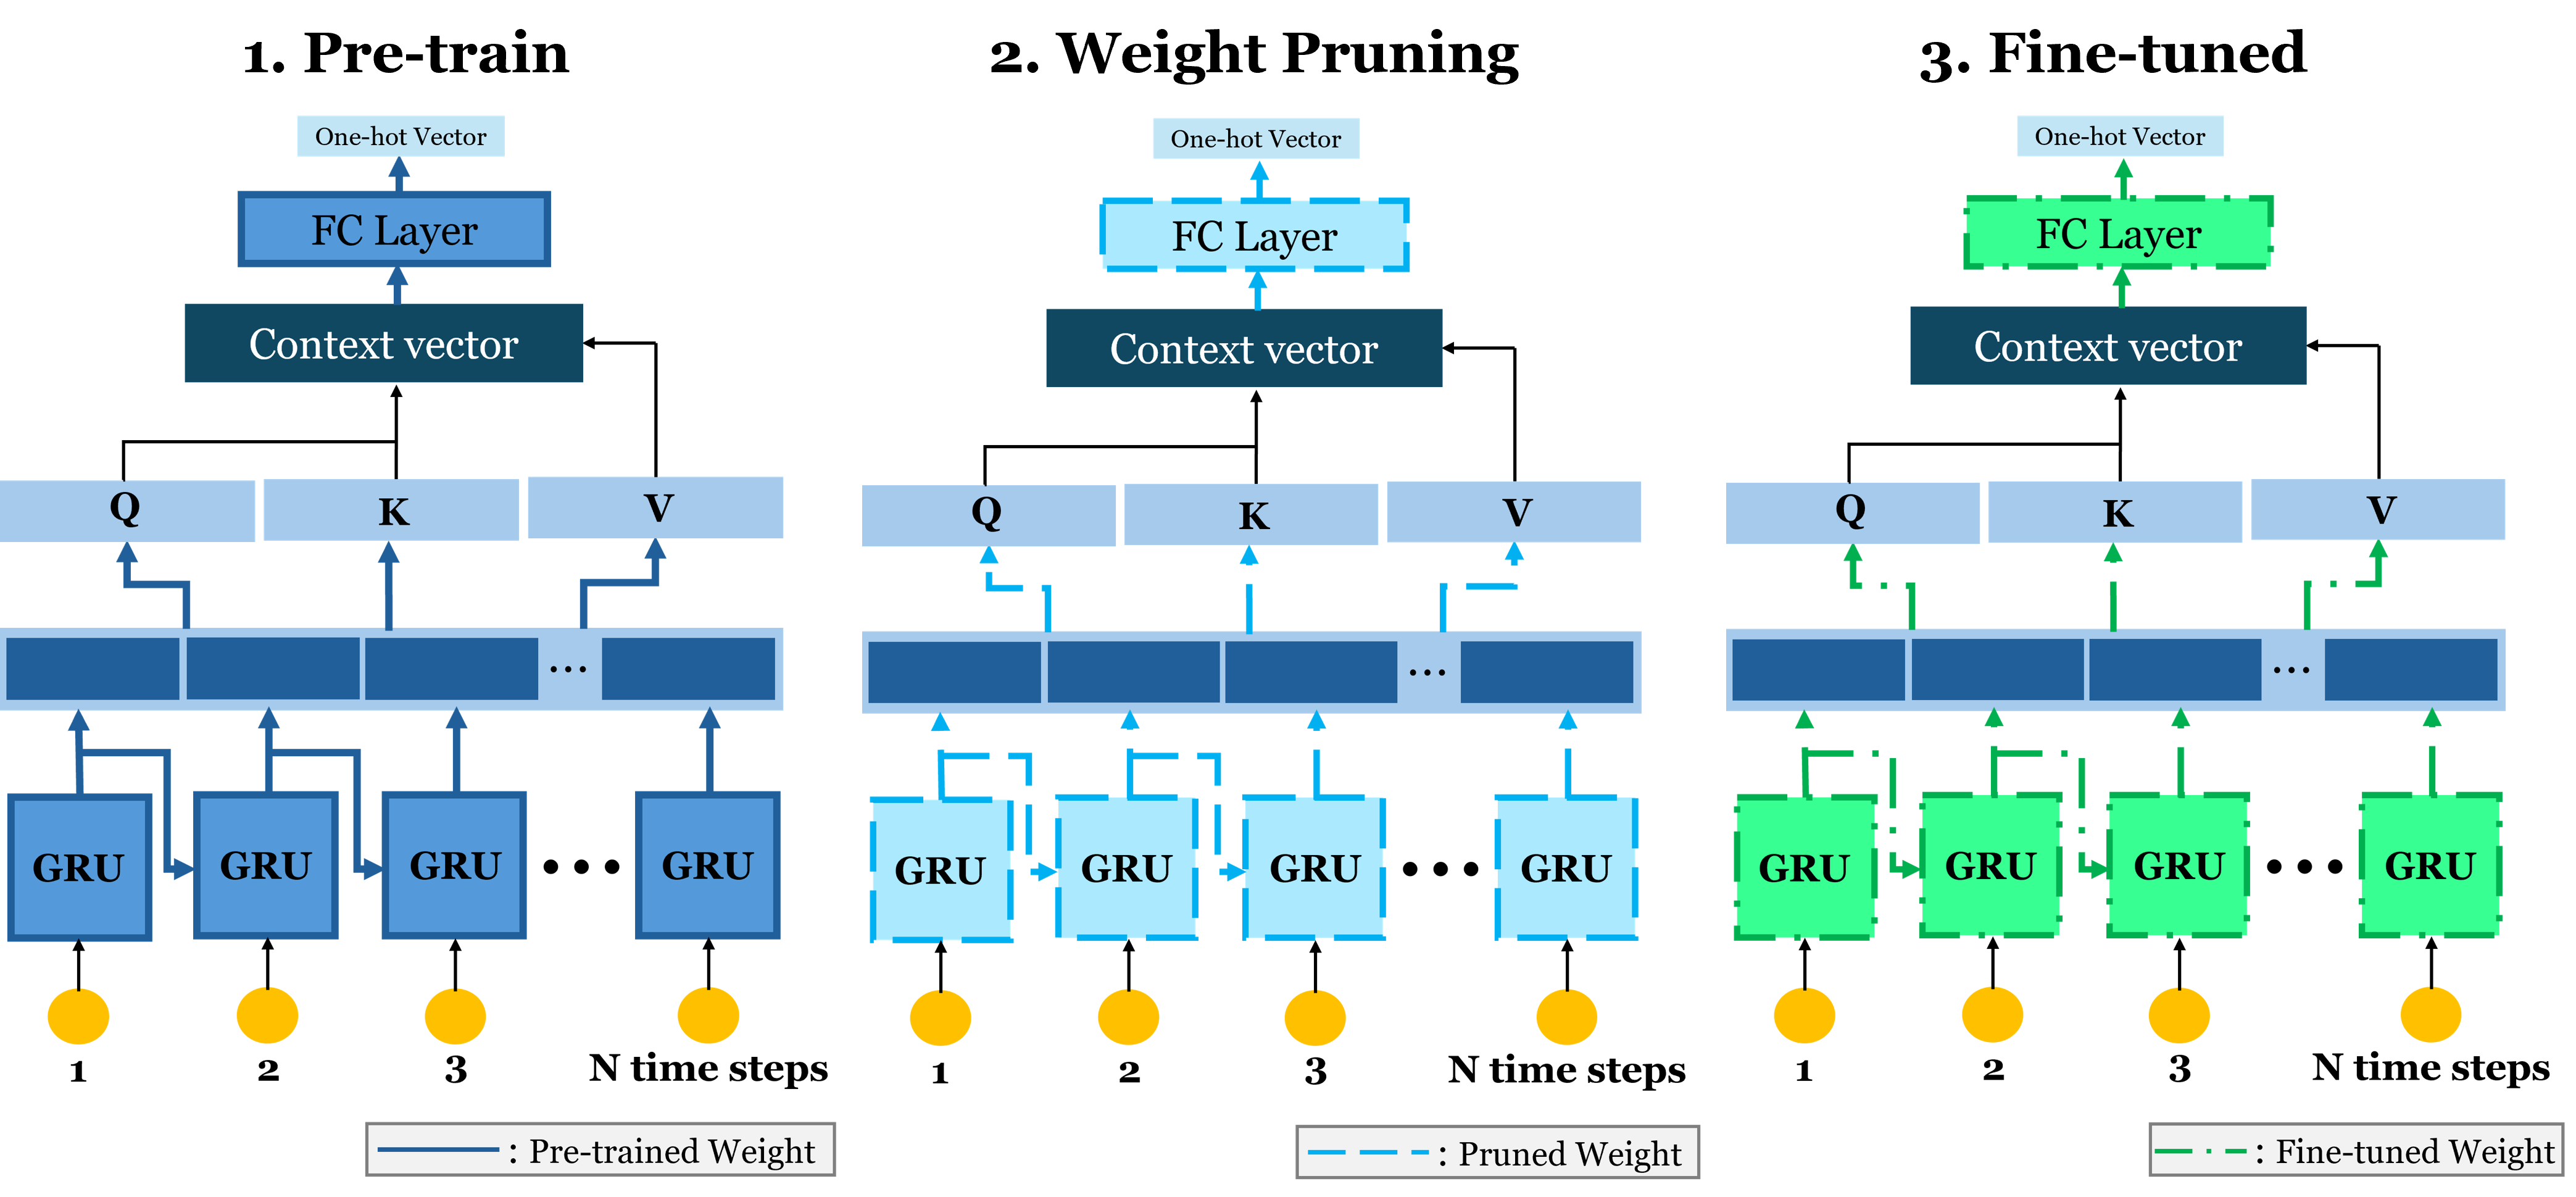 1. Pre-train
One-hot Vector
FC Layer
Context vector
Q K V
...
GRU GRU GRU ... GRU
1 2 3 N time steps
: Pre-trained Weight
2. Weight Pruning
One-hot Vector
FC Layer
Context vector
Q K V
...
GRU GRU GRU ... GRU
1 2 3 N time steps
: Pruned Weight
3. Fine-tuned
One-hot Vector
FC Layer
Context vector
Q K V
...
GRU GRU GRU ... GRU
1 2 3 N time steps
: Fine-tuned Weight